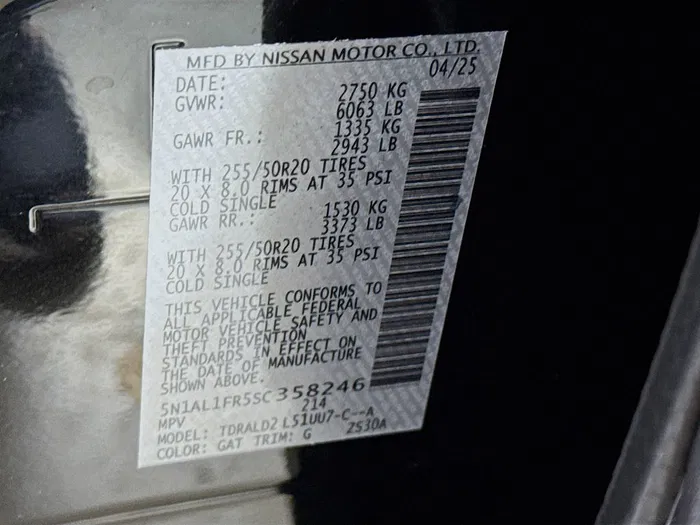 MFD BY NISSAN MOTOR CO., LTD.
DATE: 04/25
GVWR: 2750 KG
6063 LB
GAWR FR.: 1335 KG
2943 LB
WITH 255/50R20 TIRES
20 X 8.0 RIMS AT 35 PSI
COLD SINGLE
GAWR RR.: 1530 KG
3373 LB
WITH 255/50R20 TIRES
20 X 8.0 RIMS AT 35 PSI
COLD SINGLE
THIS VEHICLE CONFORMS TO
ALL APPLICABLE FEDERAL
MOTOR VEHICLE SAFETY AND
THEFT PREVENTION
STANDARDS IN EFFECT ON
THE DATE OF MANUFACTURE
SHOWN ABOVE.
5N1AL1FR5SC358246
MPV 214
MODEL: TDRALD2 L51UU7-C--A
COLOR: GAT TRIM: G 2530A